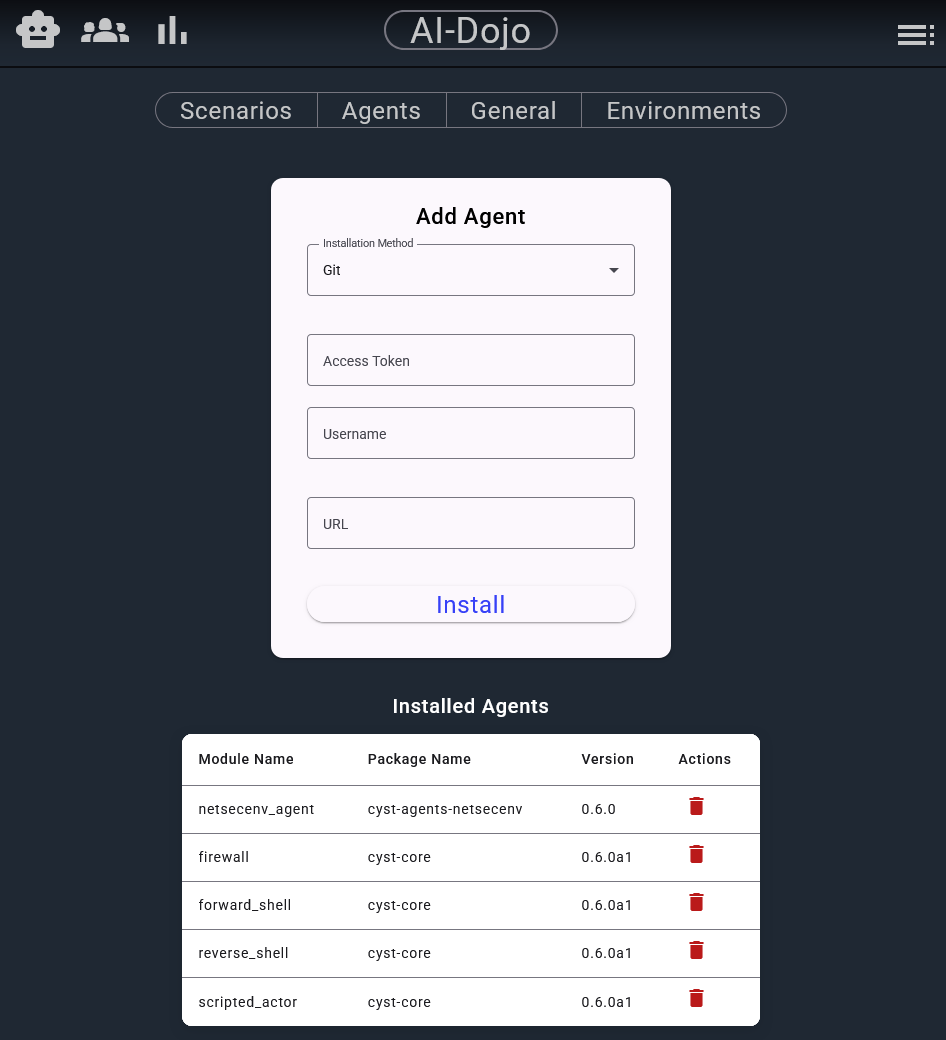 AI-Dojo
Scenarios Agents General Environments
Add Agent
Installation Method
Git
Access Token
Username
URL
Install
Installed Agents
Module Name Package Name Version Actions
netsecenv_agent cyst-agents-netsecenv 0.6.0
firewall cyst-core 0.6.0a1
forward_shell cyst-core 0.6.0a1
reverse_shell cyst-core 0.6.0a1
scripted_actor cyst-core 0.6.0a1